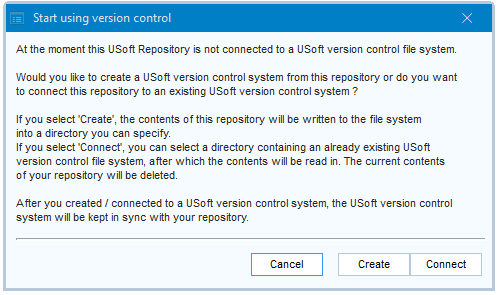 Start using version control
At the moment this USoft Repository is not connected to a USoft version control file system.
Would you like to create a USoft version control system from this repository or do you want
to connect this repository to an existing USoft version control system ?
If you select 'Create', the contents of this repository will be written to the file system
into a directory you can specify.
If you select 'Connect', you can select a directory containing an already existing USoft
version control file system, after which the contents will be read in. The current contents
of your repository will be deleted.
After you created / connected to a USoft version control system, the USoft version control
system will be kept in sync with your repository.
Cancel Create Connect